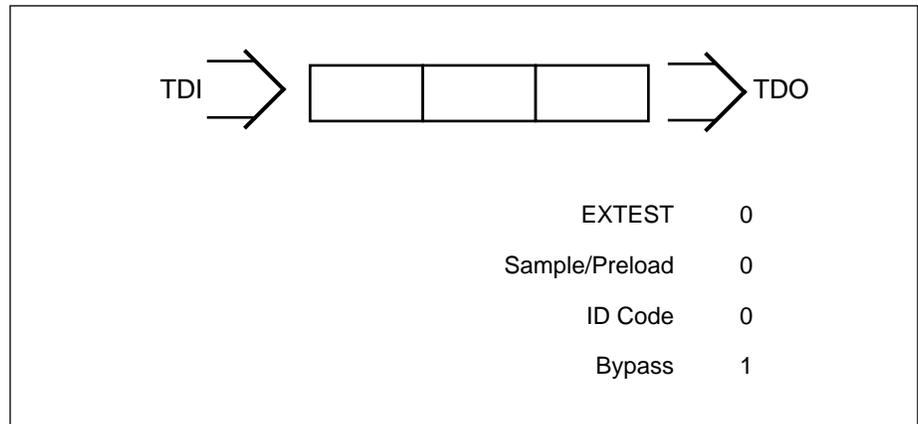 TDI TDO
EXTEST 0
Sample/Preload 0
ID Code 0
Bypass 1